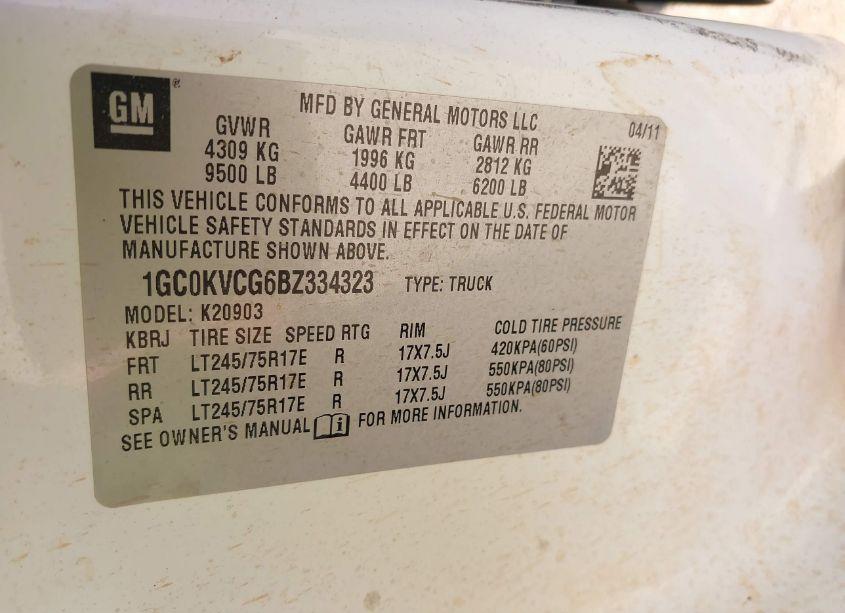 GM ®
MFD BY GENERAL MOTORS LLC 04/11
GVWR GAWR FRT GAWR RR
4309 KG 1996 KG 2812 KG
9500 LB 4400 LB 6200 LB
THIS VEHICLE CONFORMS TO ALL APPLICABLE U.S. FEDERAL MOTOR
VEHICLE SAFETY STANDARDS IN EFFECT ON THE DATE OF
MANUFACTURE SHOWN ABOVE.
1GC0KVCG6BZ334323 TYPE: TRUCK
MODEL: K20903
KBRJ TIRE SIZE SPEED RTG RIM COLD TIRE PRESSURE
FRT LT245/75R17E R 17X7.5J 420KPA(60PSI)
RR LT245/75R17E R 17X7.5J 550KPA(80PSI)
SPA LT245/75R17E R 17X7.5J 550KPA(80PSI)
SEE OWNER'S MANUAL i FOR MORE INFORMATION.